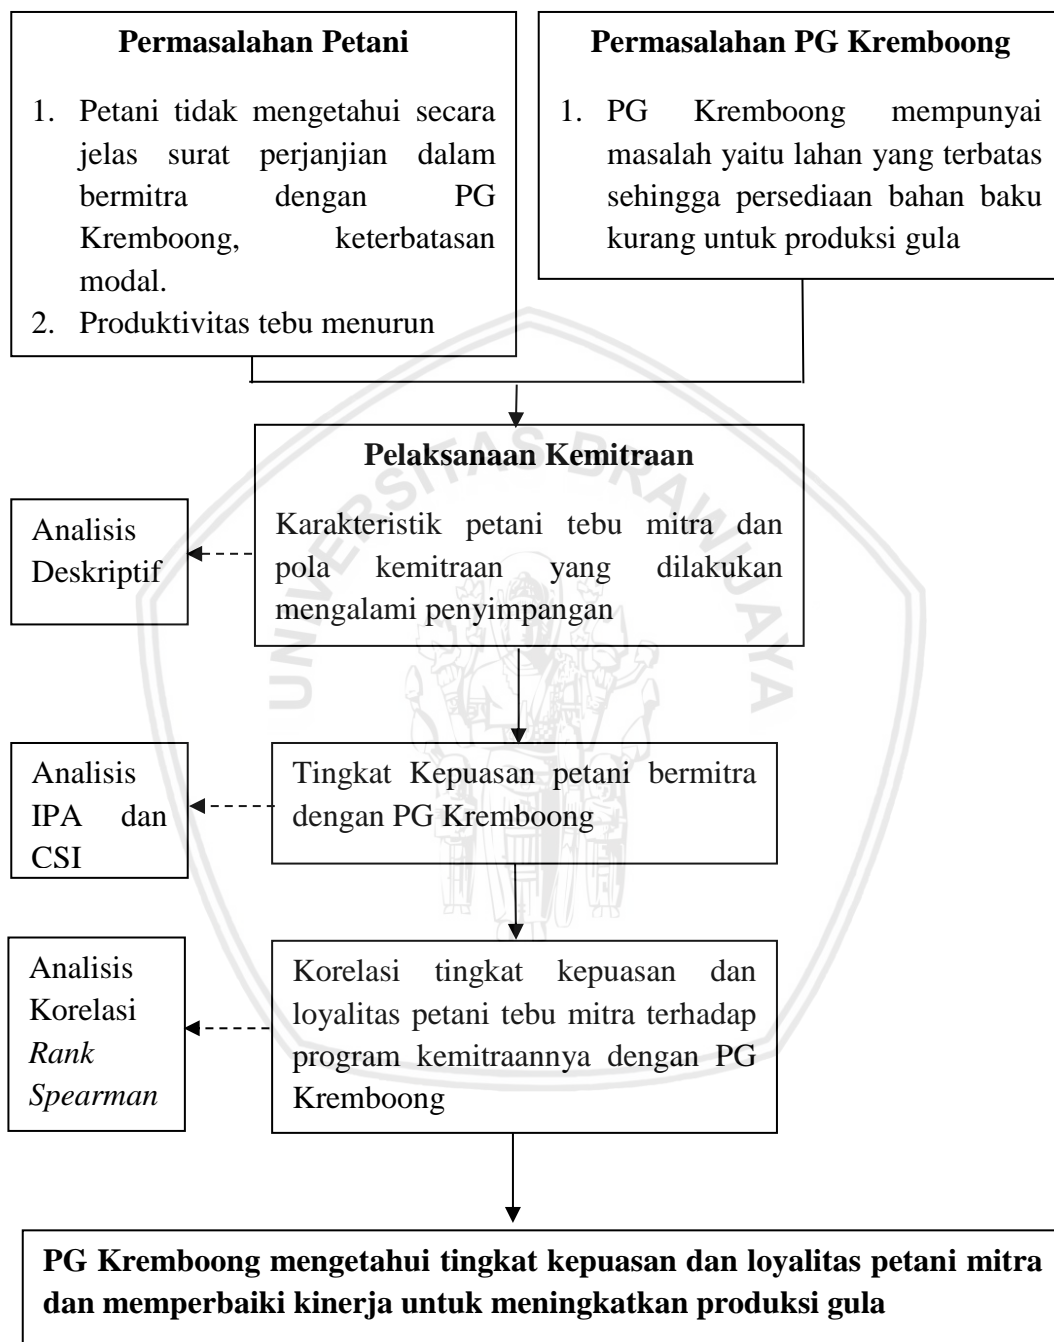 Permasalahan Petani
1. Petani tidak mengetahui secara
jelas surat perjanjian dalam
bermitra dengan PG
Kremboong, keterbatasan
modal.
2. Produktivitas tebu menurun
Permasalahan PG Kremboong
1. PG Kremboong mempunyai
masalah yaitu lahan yang terbatas
sehingga persediaan bahan baku
kurang untuk produksi gula
Pelaksanaan Kemitraan
Karakteristik petani tebu mitra dan
pola kemitraan yang dilakukan
mengalami penyimpangan
Analisis
Deskriptif
Tingkat Kepuasan petani bermitra
dengan PG Kremboong
Analisis
IPA dan
CSI
Korelasi tingkat kepuasan dan
loyalitas petani tebu mitra terhadap
program kemitraannya dengan PG
Kremboong
Analisis
Korelasi
Rank
Spearman
PG Kremboong mengetahui tingkat kepuasan dan loyalitas petani mitra
dan memperbaiki kinerja untuk meningkatkan produksi gula
UNIVERSITAS BRAWIJAYA